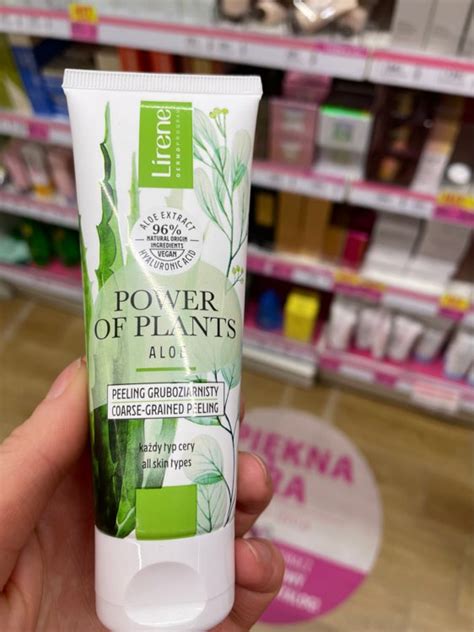 Lirene
DERMOPROGRAM
ALOE EXTRACT
96%
NATURAL ORIGIN
INGREDIENTS
VEGAN
HYALURONIC ACID
POWER
OF PLANTS
ALOE
PEELING GRUBOZIARNISTY
COARSE-GRAINED PEELING
każdy typ cery
all skin types
PIĘKNA